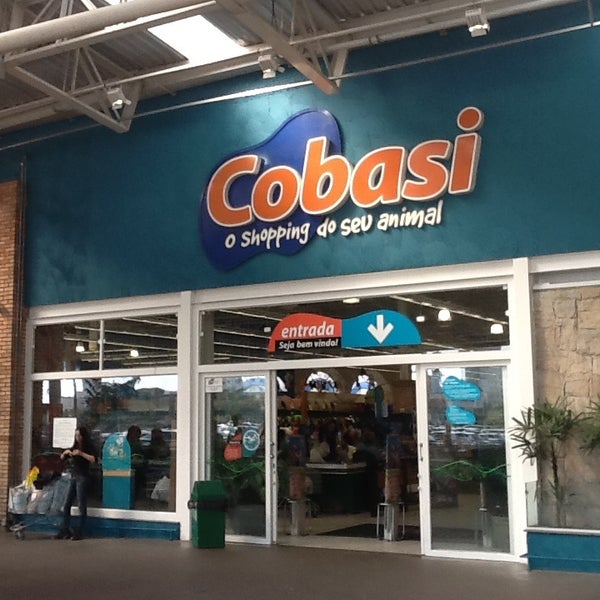 Cobasi
o shopping do seu animal
entrada
Seja bem vindo!